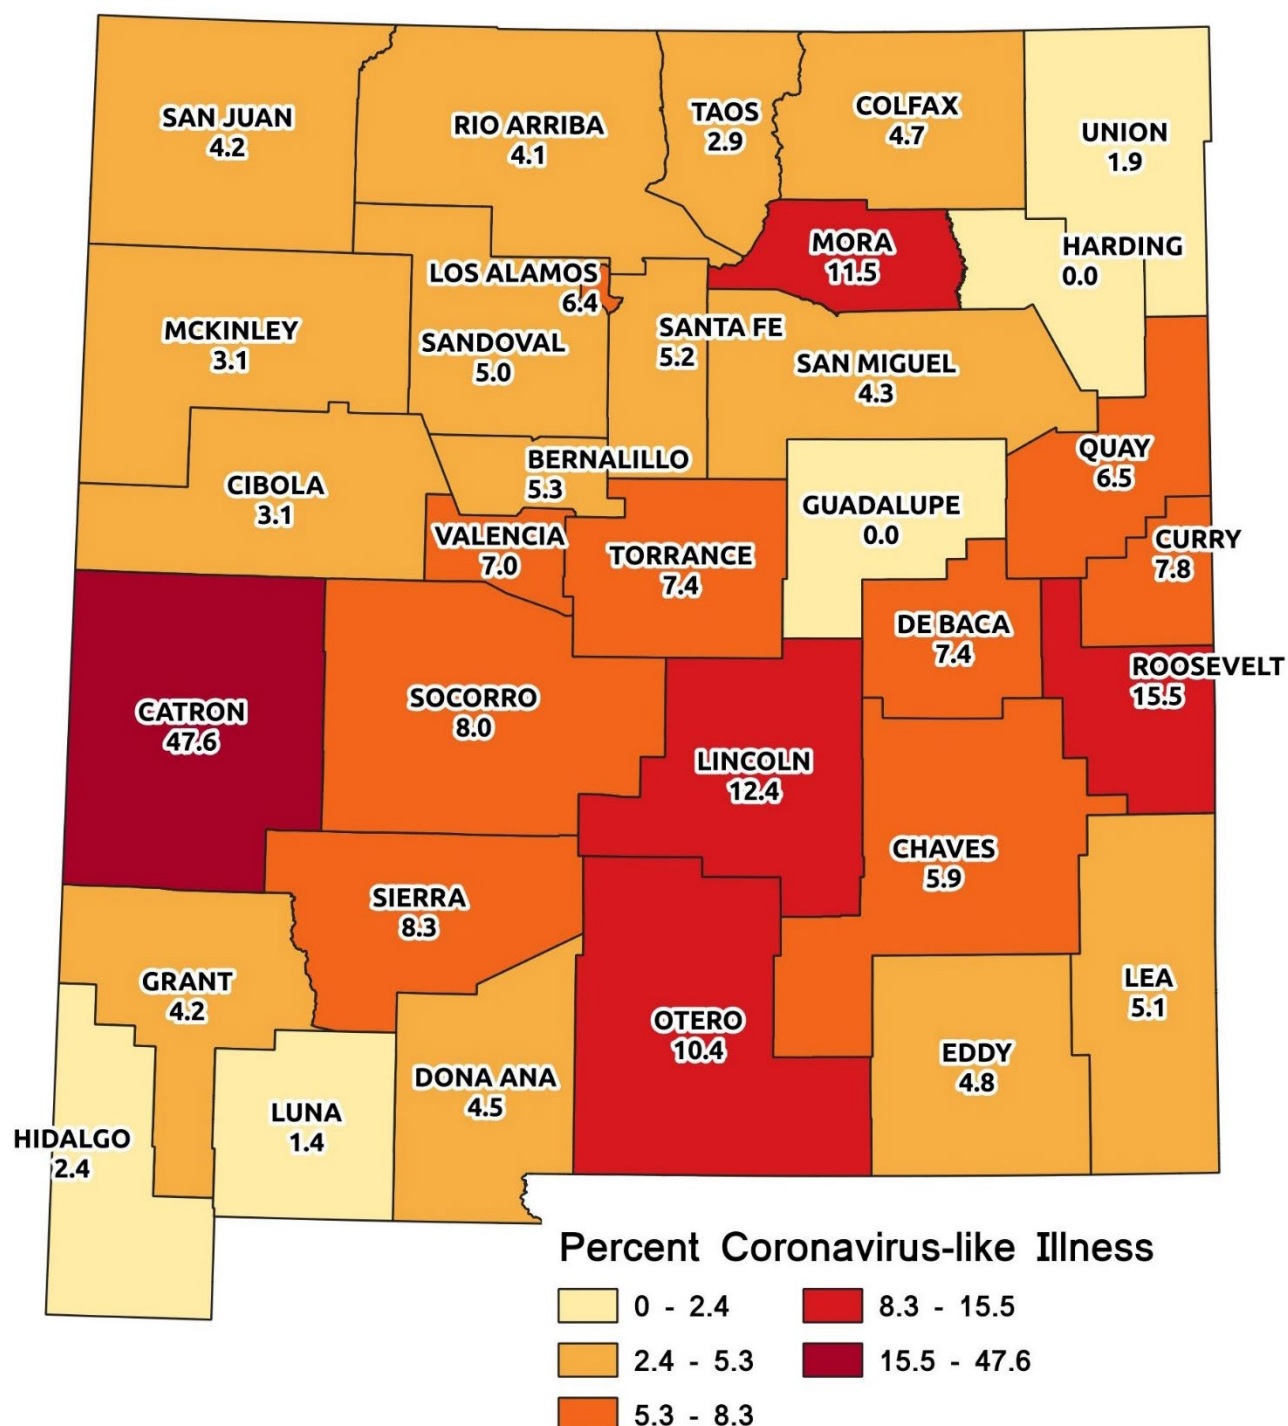 SAN JUAN
4.2
RIO ARRIBA
4.1
TAOS
2.9
COLFAX
4.7
UNION
1.9
MORA
11.5
HARDING
0.0
LOS ALAMOS
6.4
MCKINLEY
3.1
SANDOVAL
5.0
SANTA FE
5.2
SAN MIGUEL
4.3
QUAY
6.5
CIBOLA
3.1
BERNALILLO
5.3
GUADALUPE
0.0
VALENCIA
7.0
TORRANCE
7.4
CURRY
7.8
DE BACA
7.4
ROOSEVELT
15.5
CATRON
47.6
SOCORRO
8.0
LINCOLN
12.4
CHAVES
5.9
SIERRA
8.3
GRANT
4.2
LEA
5.1
OTERO
10.4
EDDY
4.8
DONA ANA
4.5
LUNA
1.4
HIDALGO
2.4
Percent Coronavirus-like Illness
0 - 2.4
2.4 - 5.3
5.3 - 8.3
8.3 - 15.5
15.5 - 47.6